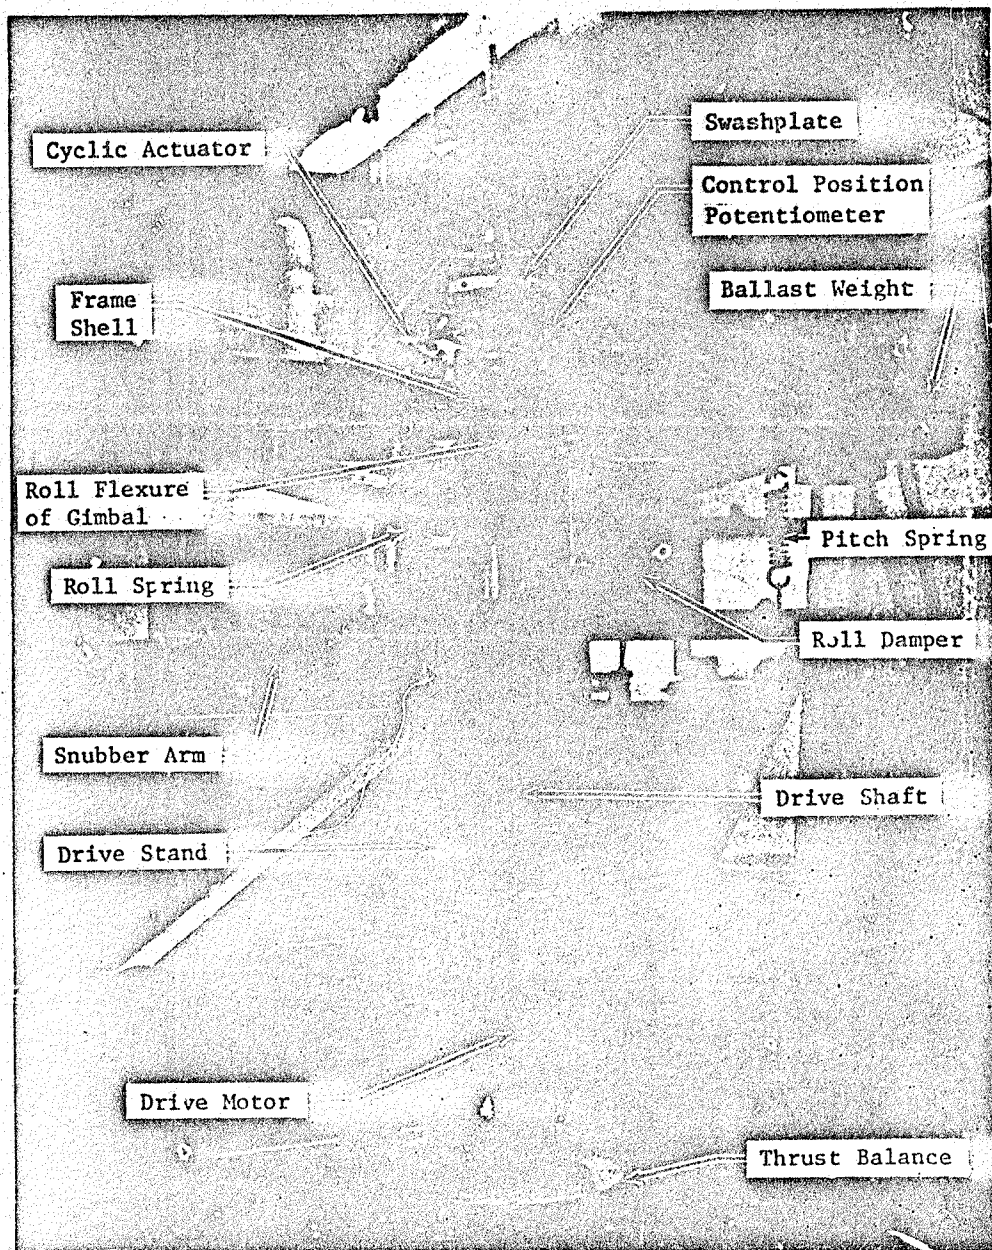 Cyclic Actuator
Swashplate
Control Position
Potentiometer
Frame
Shell
Ballast Weight
Roll Flexure
of Gimbal
Pitch Spring
Roll Spring
Roll Damper
Snubber Arm
Drive Shaft
Drive Stand
Drive Motor
Thrust Balance